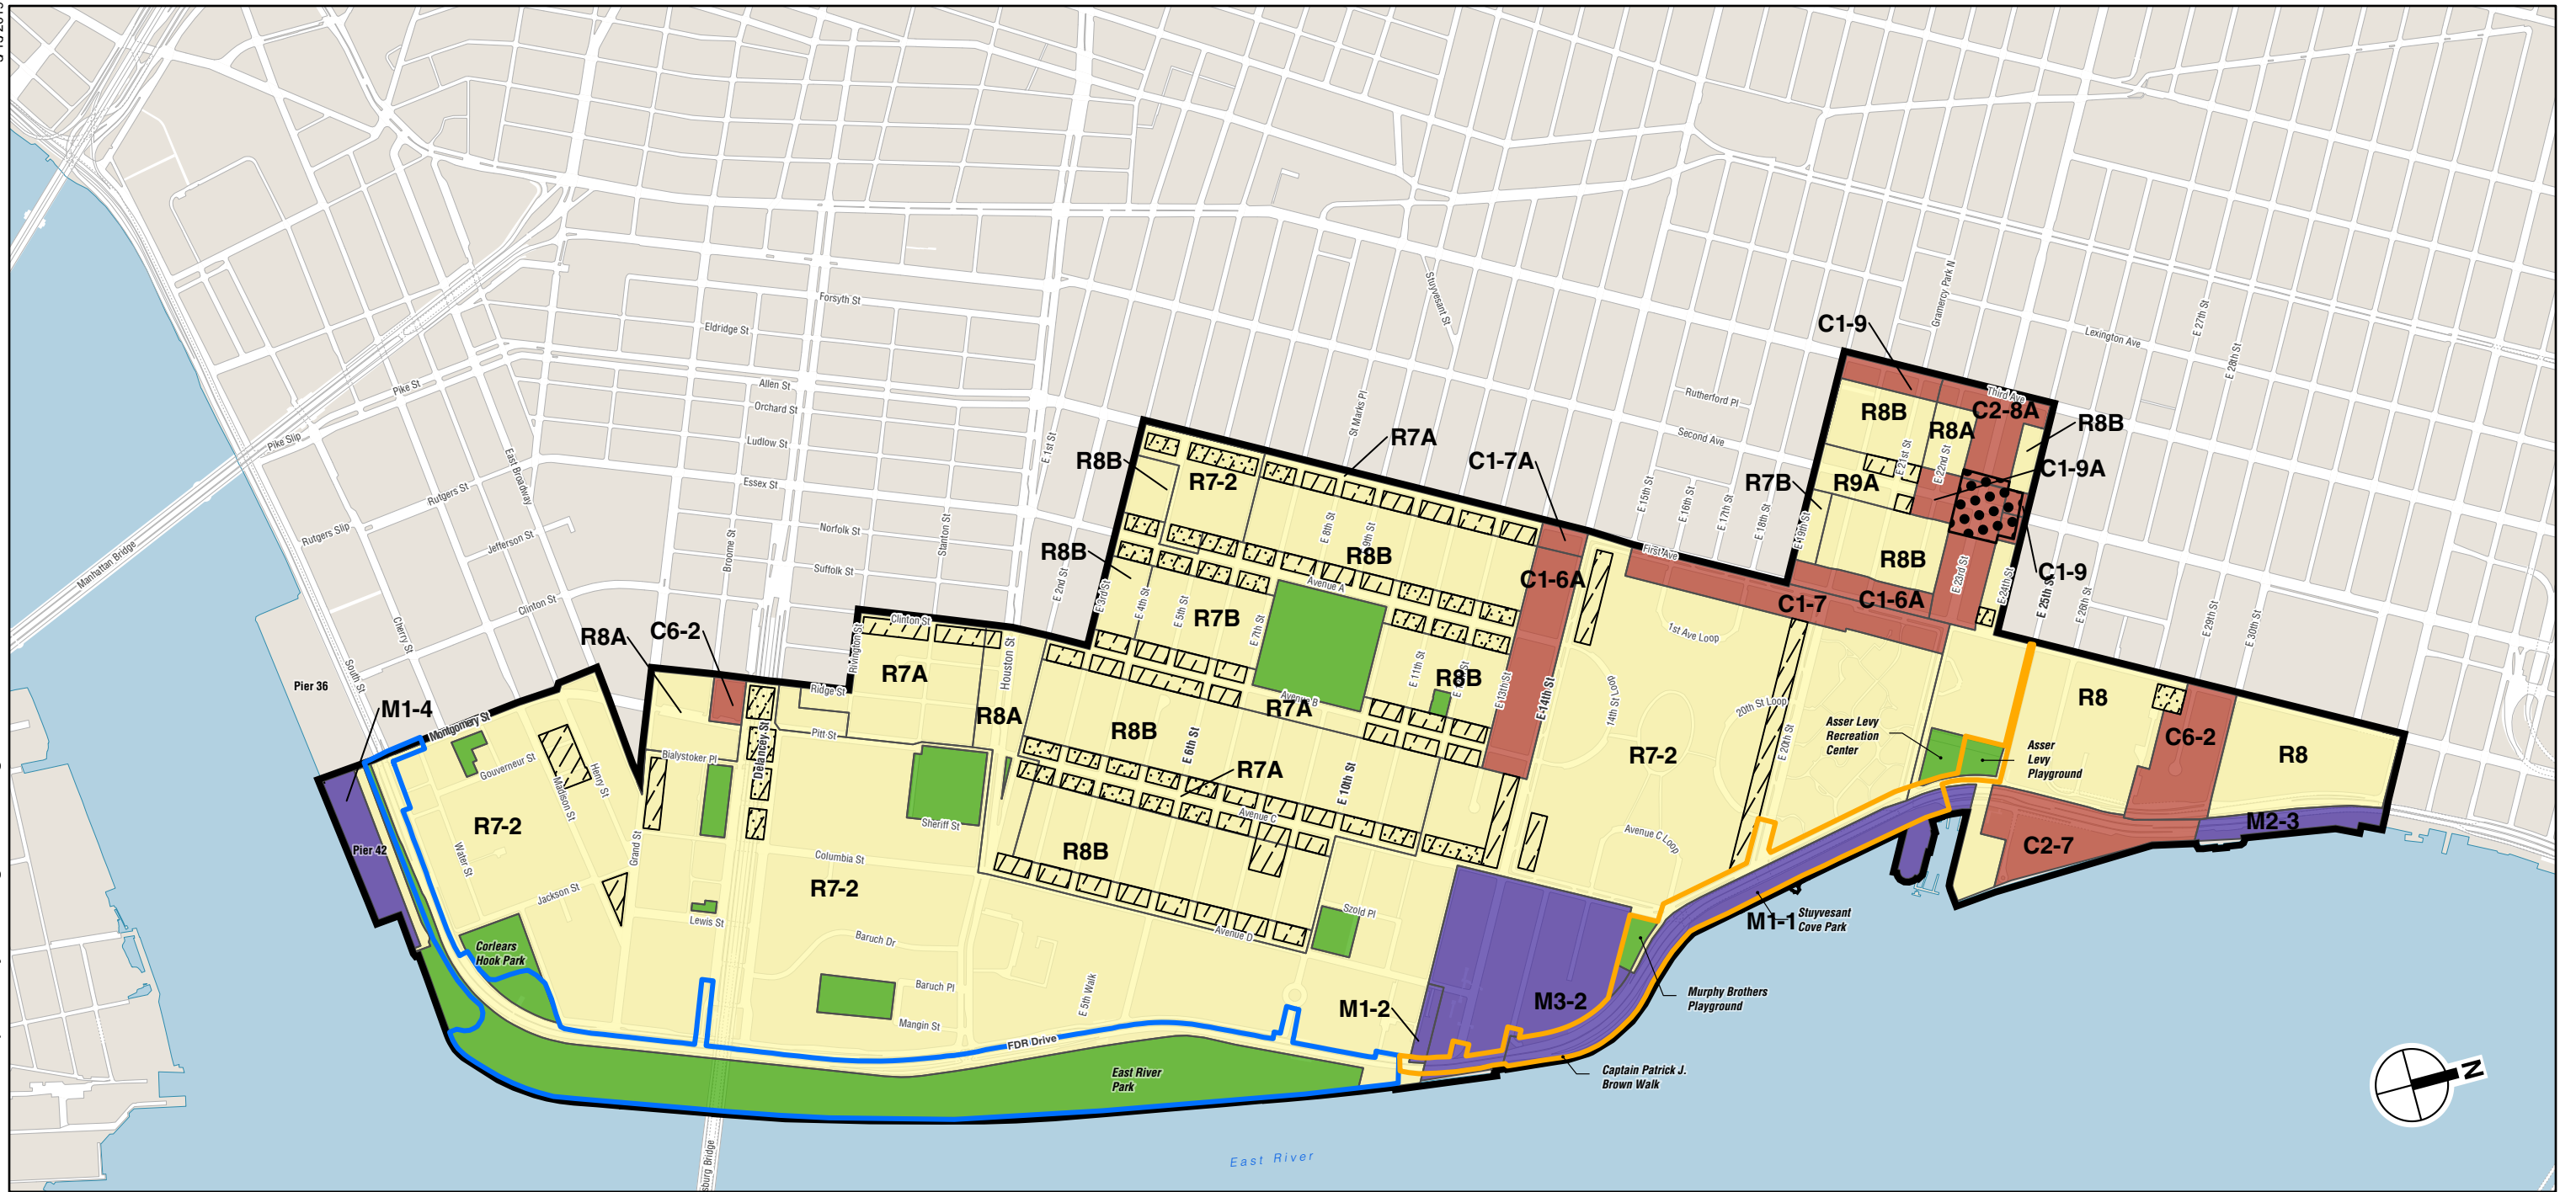 Forsyth St
Eldridge St
Allen St
Orchard St
Ludlow St
Essex St
Norfolk St
Suffolk St
Stanton St
Broome St
Pike St
Pike Slip
East Broadway
Rutgers St
Rutgers Slip
Jefferson St
Manhattan Bridge
Clinton St
Cherry St
South St
Stuyvesant St
St Marks Pl
E 1st St
E 2nd St
E 3rd St
Rutherford Pl
Second Ave
Gramercy Park N
Lexington Ave
E 27th St
E 28th St
E 15th St
E 16th St
E 17th St
E 18th St
E 19th St
First Ave
Third Ave
E 21st St
E 22nd St
E 23rd St
E 24th St
E 25th St
E 26th St
E 29th St
E 30th St
C1-9
R8B
R8A
C2-8A
R8B
C1-9A
R7B
R9A
R8B
C1-9
C1-7
C1-6A
R7A
C1-7A
R8B
R7-2
R8B
R8B
C1-6A
R7B
R8B
R7A
R8B
R7A
R8B
E 4th St
E 5th St
E 7th St
E 8th St
9th St
E 11th St
E 13th St
E 14th St
Avenue A
Avenue B
E 6th St
E 10th St
Avenue C
Avenue D
Szold Pl
E 5th Walk
1st Ave Loop
14th St Loop
20th St Loop
E 20th St
Avenue C Loop
R7-2
Asser Levy
Recreation
Center
Asser
Levy
Playground
R8
C6-2
R8
M2-3
C2-7
M1-1
Stuyvesant
Cove Park
Murphy Brothers
Playground
M3-2
M1-2
Captain Patrick J.
Brown Walk
R8A
C6-2
Rivington St
Clinton St
R7A
Ridge St
Houston St
R8A
Pitt St
Delancey St
Bialystoker Pl
Sheriff St
Columbia St
R7-2
Lewis St
Baruch Dr
Baruch Pl
Mangin St
FDR Drive
Pier 36
M1-4
Montgomery St
Gouverneur St
Henry St
Madison St
Pier 42
R7-2
Water St
Grand St
Jackson St
Corlears
Hook Park
East River
Park
East River
N